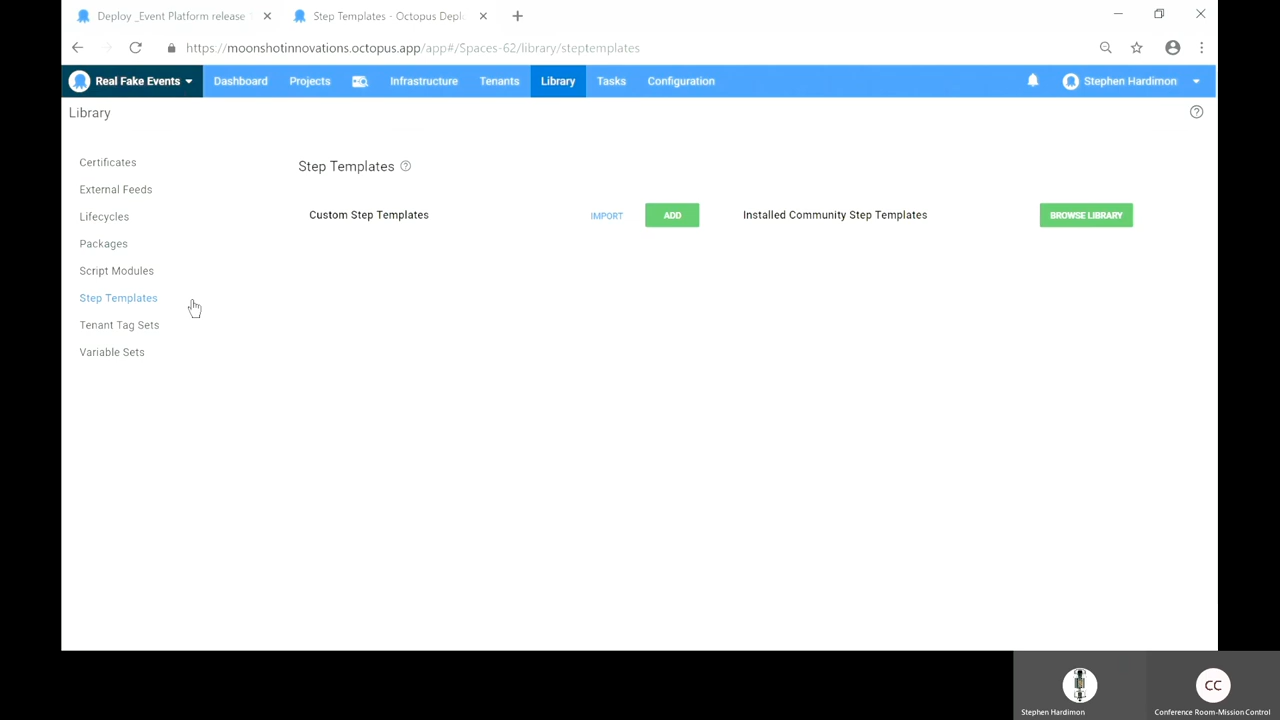 Deploy _Event Platform release
Step Templates - Octopus Depl
https://moonshotinnovations.octopus.app/app#/Spaces-62/library/steptemplates
Real Fake Events
Dashboard
Projects
Infrastructure
Tenants
Library
Tasks
Configuration
Stephen Hardimon
Library
Certificates
External Feeds
Lifecycles
Packages
Script Modules
Step Templates
Tenant Tag Sets
Variable Sets
Step Templates
Custom Step Templates
IMPORT
ADD
Installed Community Step Templates
BROWSE LIBRARY
CC
Stephen Hardimon
Conference Room-Mission Control